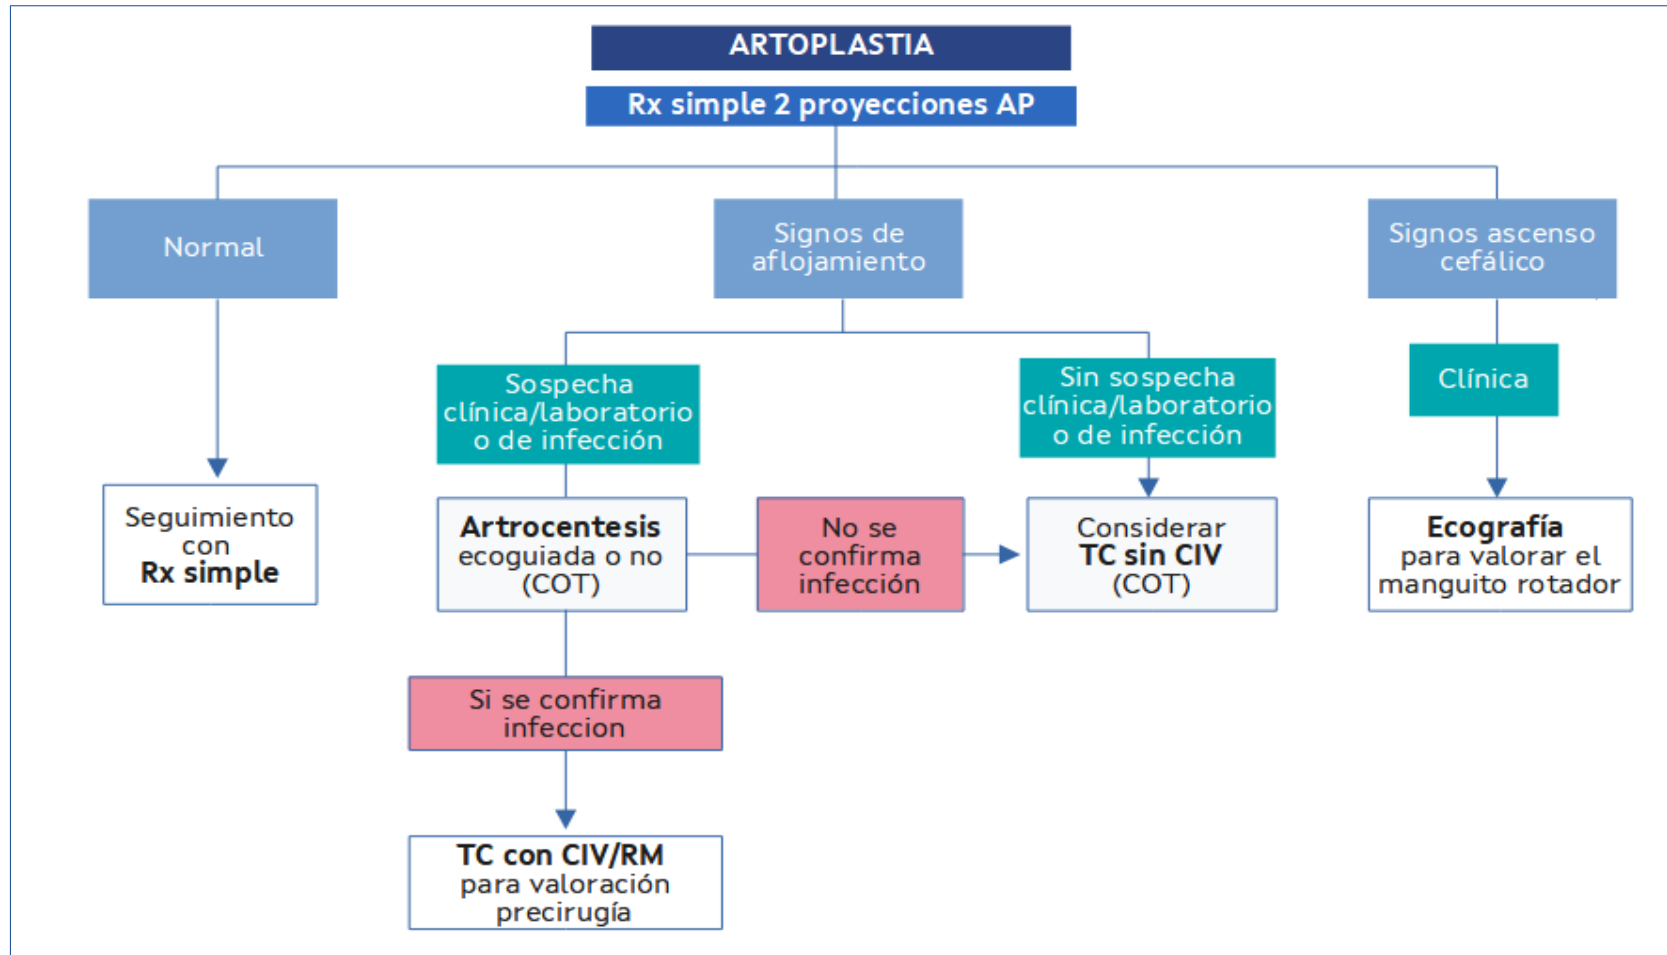 ARTOPLASTIA
Rx simple 2 proyecciones AP
Normal
Signos de
aflojamiento
Signos ascenso
cefálico
Sospecha
clínica/laboratorio
o de infección
Sin sospecha
clínica/laboratorio
o de infección
Clínica
Seguimiento
con
Rx simple
Artrocentesis
ecoguiada o no
(COT)
No se
confirma
infección
Considerar
TC sin CIV
(COT)
Ecografía
para valorar el
manguito rotador
Si se confirma
infeccion
TC con CIV/RM
para valoración
precirugía